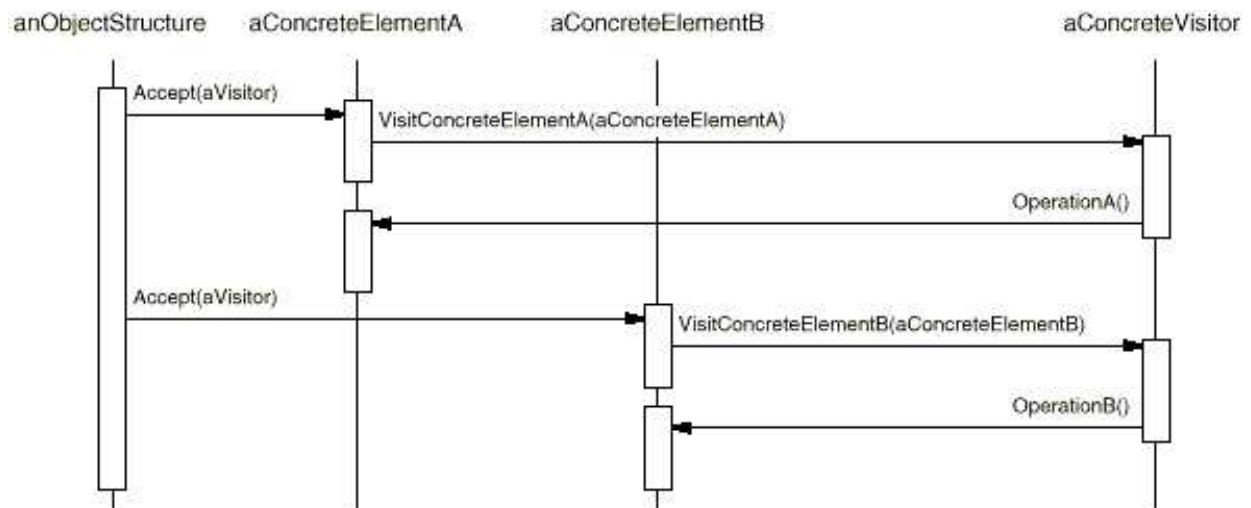 anObjectStructure aConcreteElementA aConcreteElementB aConcreteVisitor
Accept(aVisitor)
VisitConcreteElementA(aConcreteElementA)
OperationA()
Accept(aVisitor)
VisitConcreteElementB(aConcreteElementB)
OperationB()